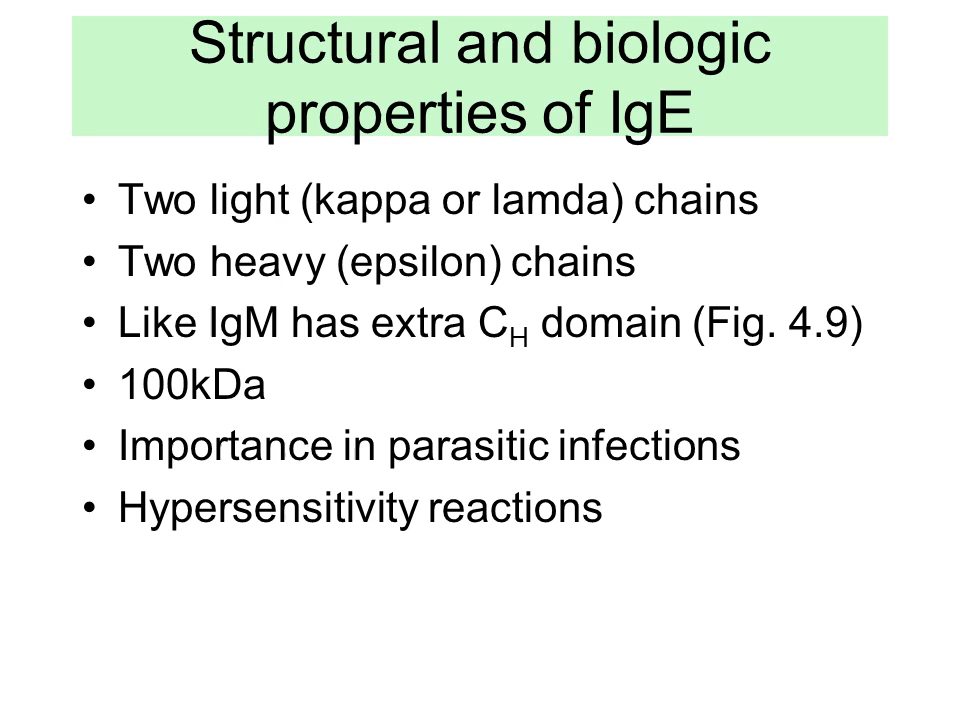 Structural and biologic
properties of IgE
• Two light (kappa or lamda) chains
• Two heavy (epsilon) chains
• Like IgM has extra CH domain (Fig. 4.9)
• 100kDa
• Importance in parasitic infections
• Hypersensitivity reactions